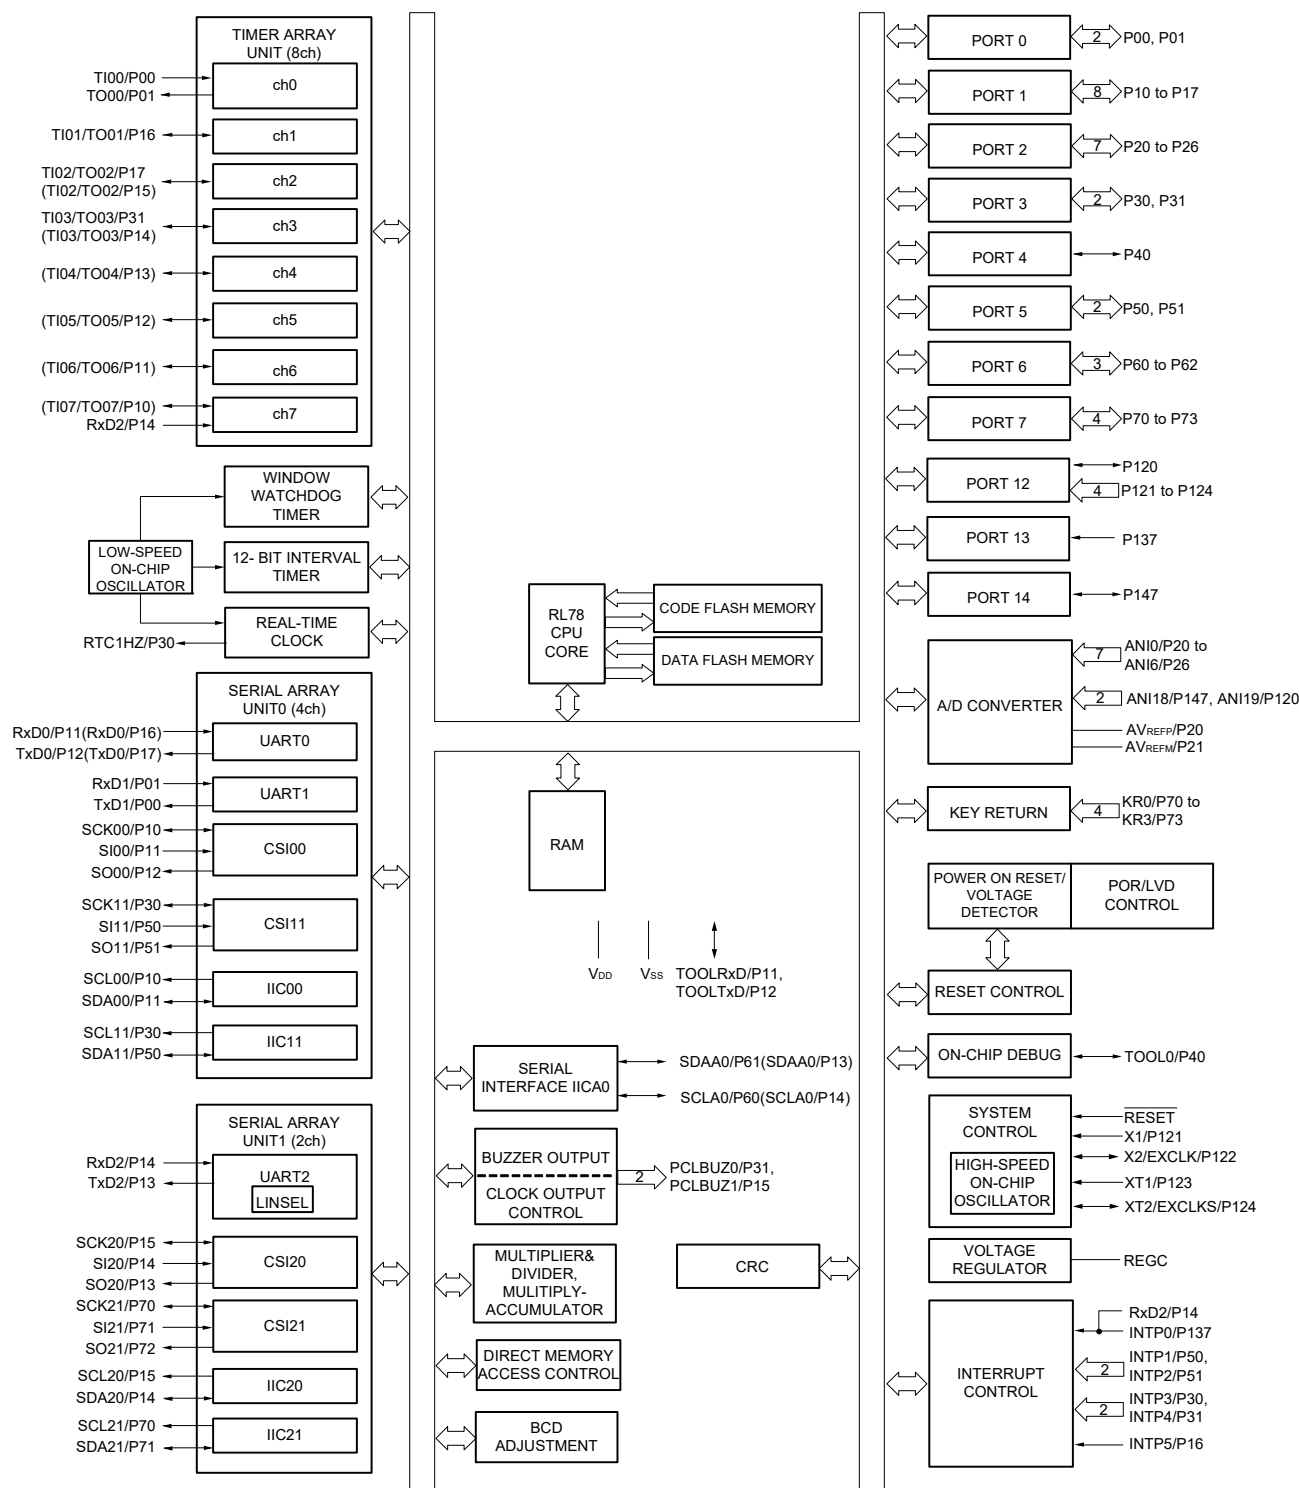 TIMER ARRAY
UNIT (8ch)
TI00/P00
TO00/P01
ch0
TI01/TO01/P16
ch1
TI02/TO02/P17
(TI02/TO02/P15)
ch2
TI03/TO03/P31
(TI03/TO03/P14)
ch3
(TI04/TO04/P13)
ch4
(TI05/TO05/P12)
ch5
(TI06/TO06/P11)
ch6
(TI07/TO07/P10)
RxD2/P14
ch7
WINDOW
WATCHDOG
TIMER
LOW-SPEED
ON-CHIP
OSCILLATOR
12- BIT INTERVAL
TIMER
REAL-TIME
CLOCK
RTC1HZ/P30
SERIAL ARRAY
UNIT0 (4ch)
RxD0/P11(RxD0/P16)
TxD0/P12(TxD0/P17)
UART0
RxD1/P01
TxD1/P00
UART1
SCK00/P10
SI00/P11
SO00/P12
CSI00
SCK11/P30
SI11/P50
SO11/P51
CSI11
SCL00/P10
SDA00/P11
IIC00
SCL11/P30
SDA11/P50
IIC11
SERIAL ARRAY
UNIT1 (2ch)
RxD2/P14
TxD2/P13
UART2
LINSEL
SCK20/P15
SI20/P14
SO20/P13
CSI20
SCK21/P70
SI21/P71
SO21/P72
CSI21
SCL20/P15
SDA20/P14
IIC20
SCL21/P70
SDA21/P71
IIC21
RL78
CPU
CORE
CODE FLASH MEMORY
DATA FLASH MEMORY
RAM
VDD
VSS
TOOLRxD/P11,
TOOLTxD/P12
SERIAL
INTERFACE IICA0
SDAA0/P61(SDAA0/P13)
SCLA0/P60(SCLA0/P14)
BUZZER OUTPUT
CLOCK OUTPUT
CONTROL
2
PCLBUZ0/P31,
PCLBUZ1/P15
MULTIPLIER&
DIVIDER,
MULITIPLY-
ACCUMULATOR
CRC
DIRECT MEMORY
ACCESS CONTROL
BCD
ADJUSTMENT
PORT 0
2
P00, P01
PORT 1
8
P10 to P17
PORT 2
7
P20 to P26
PORT 3
2
P30, P31
PORT 4
P40
PORT 5
2
P50, P51
PORT 6
3
P60 to P62
PORT 7
4
P70 to P73
PORT 12
P120
4
P121 to P124
PORT 13
P137
PORT 14
P147
A/D CONVERTER
7
ANI0/P20 to
ANI6/P26
2
ANI18/P147, ANI19/P120
AVREFP/P20
AVREFM/P21
KEY RETURN
4
KR0/P70 to
KR3/P73
POWER ON RESET/
VOLTAGE
DETECTOR
POR/LVD
CONTROL
RESET CONTROL
ON-CHIP DEBUG
TOOL0/P40
SYSTEM
CONTROL
HIGH-SPEED
ON-CHIP
OSCILLATOR
RESET
X1/P121
X2/EXCLK/P122
XT1/P123
XT2/EXCLKS/P124
VOLTAGE
REGULATOR
REGC
INTERRUPT
CONTROL
RxD2/P14
INTP0/P137
2
INTP1/P50,
INTP2/P51
2
INTP3/P30,
INTP4/P31
INTP5/P16